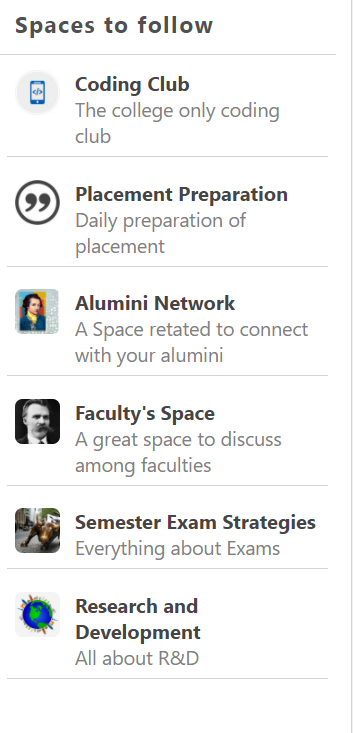 Spaces to follow
Coding Club
The college only coding
club
Placement Preparation
Daily preparation of
placement
Alumini Network
A Space retated to connect
with your alumini
Faculty's Space
A great space to discuss
among faculties
Semester Exam Strategies
Everything about Exams
Research and
Development
All about R&D